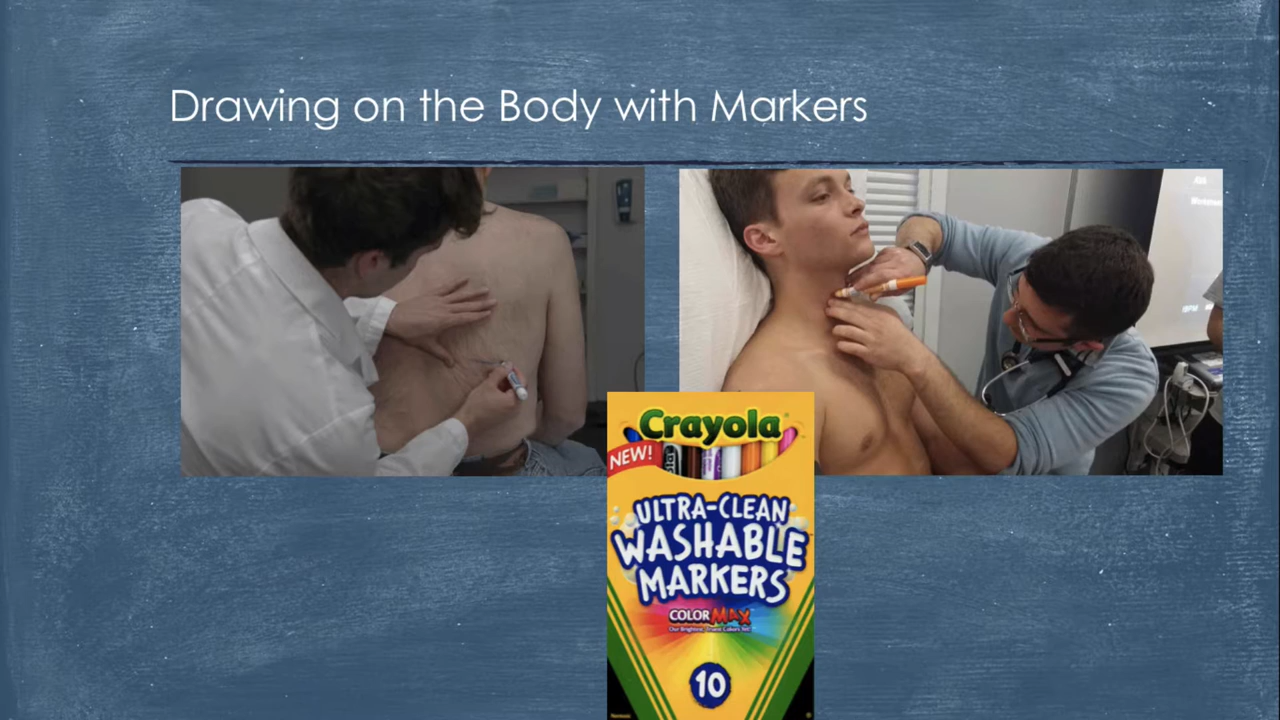 Drawing on the Body with Markers
Crayola
NEW!
ULTRA-CLEAN
WASHABLE
MARKERS
COLOR MAX
10